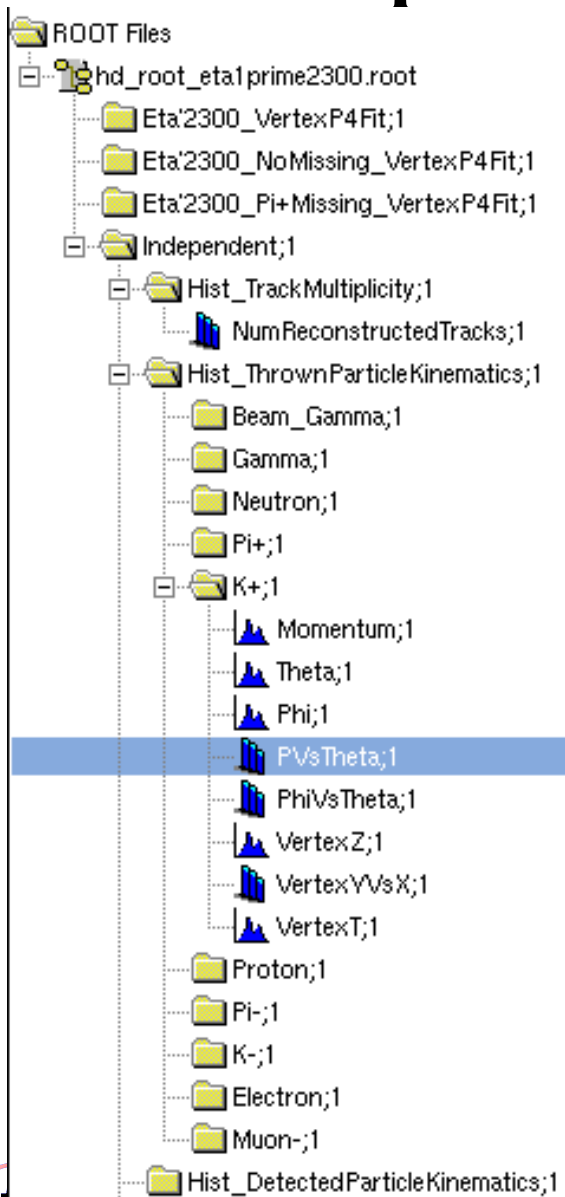 ROOT Files
hd_root_eta1prime2300.root
Eta'2300_VertexP4Fit;1
Eta'2300_NoMissing_VertexP4Fit;1
Eta'2300_Pi+Missing_VertexP4Fit;1
Independent;1
Hist_TrackMultiplicity;1
NumReconstructedTracks;1
Hist_ThrownParticleKinematics;1
Beam_Gamma;1
Gamma;1
Neutron;1
Pi+;1
K+;1
Momentum;1
Theta;1
Phi;1
PVsTheta;1
PhiVsTheta;1
VertexZ;1
VertexYVsX;1
VertexT;1
Proton;1
Pi-;1
K-;1
Electron;1
Muon-;1
Hist_DetectedParticleKinematics;1